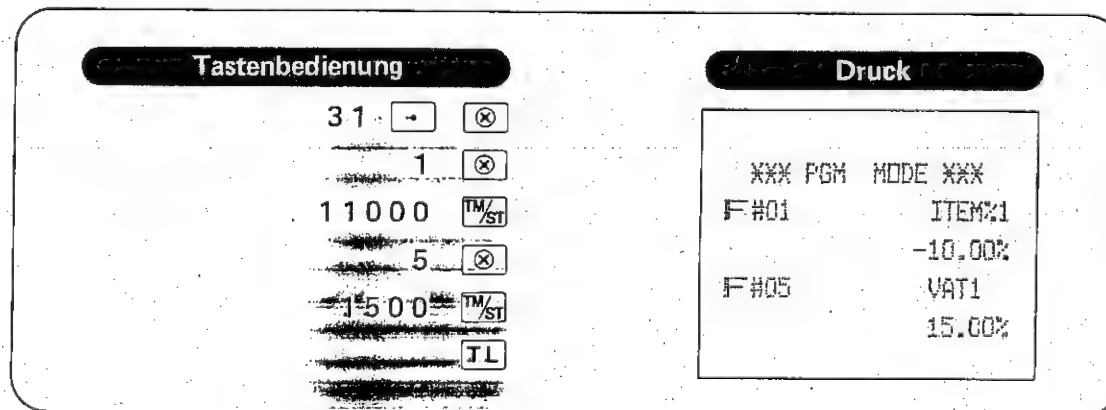 Tastenbedienung
31 • ⊗
1 ⊗
11000 TM/ST
5 ⊗
1500 TM/ST
TL
Druck
*** PGM MODE ***
F#01 ITEM%1
-10.00%
F#05 VAT1
15.00%